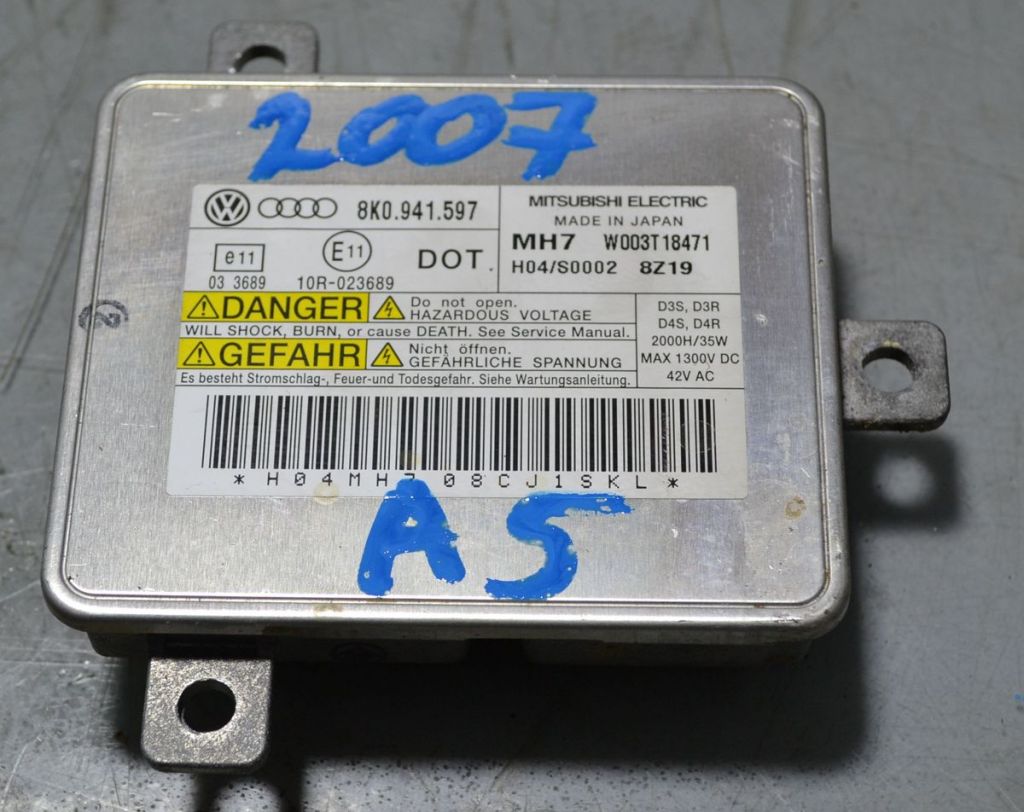 2007
8K0.941.597
MITSUBISHI ELECTRIC
MADE IN JAPAN
MH7 W003T18471
H04/S0002 8Z19
e11
E11
DOT.
03 3689
10R-023689
DANGER
Do not open.
HAZARDOUS VOLTAGE
WILL SHOCK, BURN, or cause DEATH. See Service Manual.
GEFAHR
Nicht öffnen.
GEFÄHRLICHE SPANNUNG
Es besteht Stromschlag-, Feuer-und Todesgefahr. Siehe Wartungsanleitung.
D3S, D3R
D4S, D4R
2000H/35W
MAX 1300V DC
42V AC
*H04MH7 08CJ1SKL*
A5